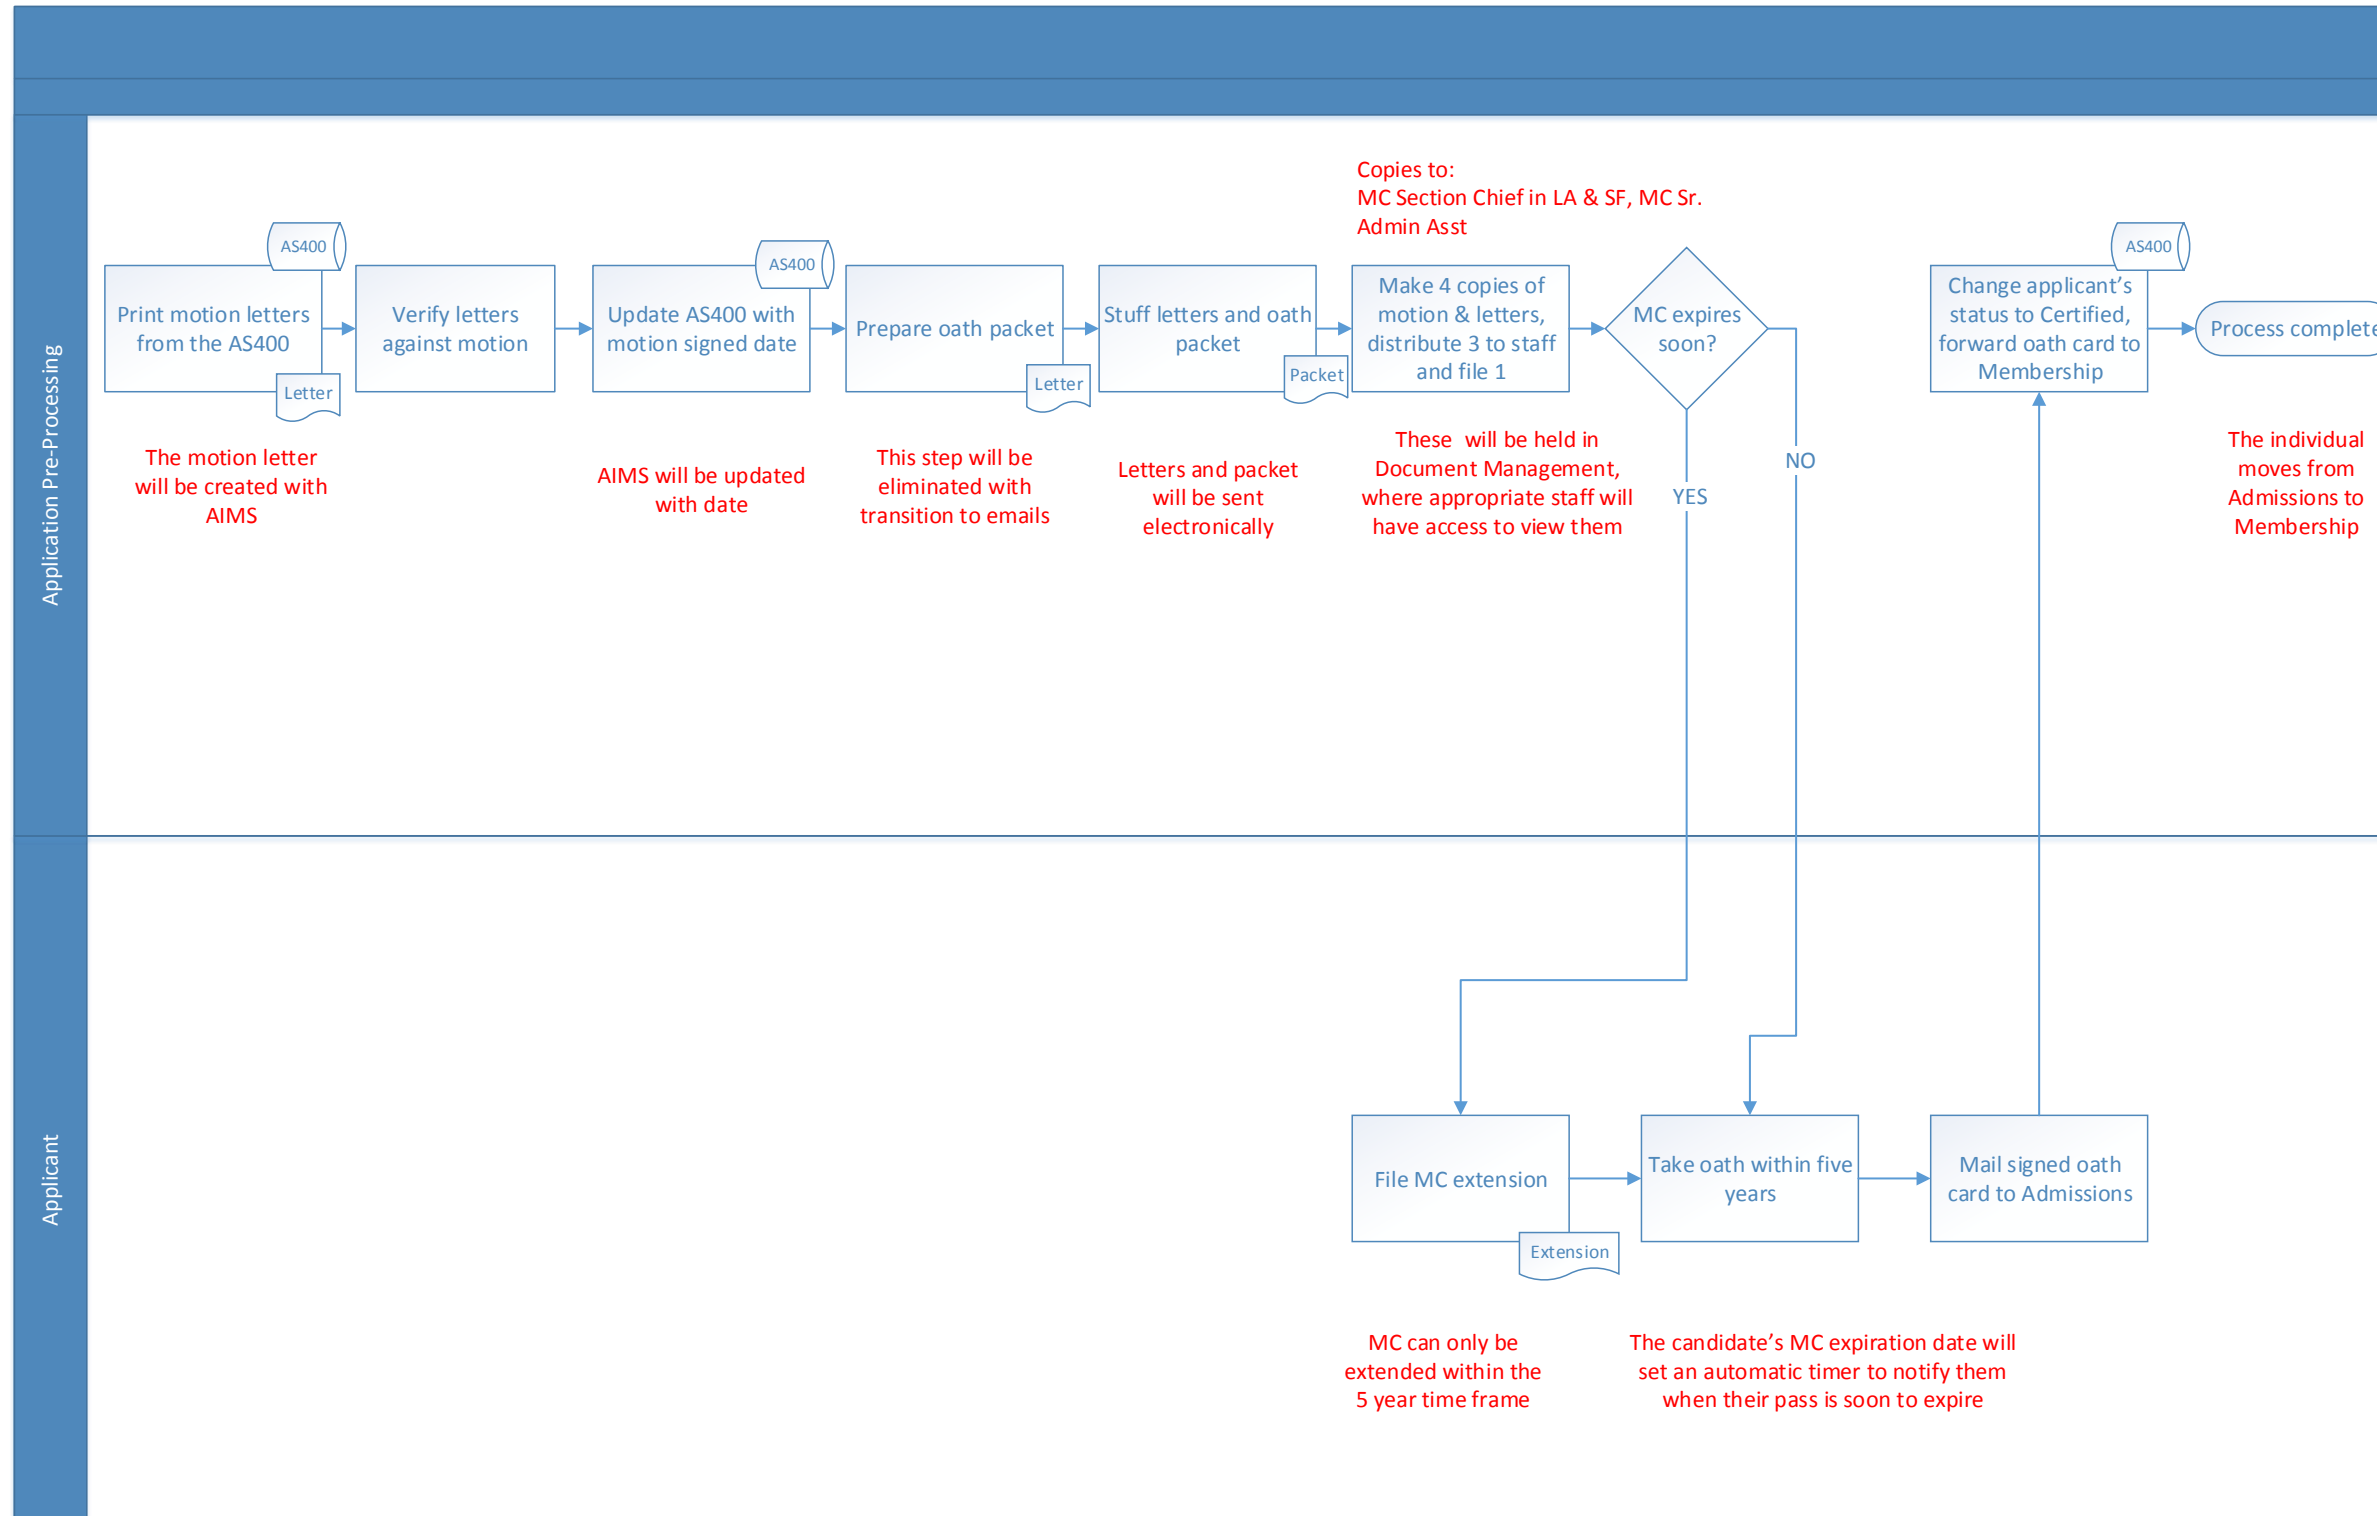 Application Pre-Processing
Copies to:
MC Section Chief in LA & SF, MC Sr.
Admin Asst
AS400
Print motion letters
from the AS400
Letter
The motion letter
will be created with
AIMS
Verify letters
against motion
AS400
Update AS400 with
motion signed date
AIMS will be updated
with date
Prepare oath packet
Letter
This step will be
eliminated with
transition to emails
Stuff letters and oath
packet
Packet
Letters and packet
will be sent
electronically
Make 4 copies of
motion & letters,
distribute 3 to staff
and file 1
These will be held in
Document Management,
where appropriate staff will
have access to view them
MC expires
soon?
YES
NO
AS400
Change applicant’s
status to Certified,
forward oath card to
Membership
Process complete
The individual
moves from
Admissions to
Membership
Applicant
File MC extension
Extension
MC can only be
extended within the
5 year time frame
Take oath within five
years
The candidate’s MC expiration date will
set an automatic timer to notify them
when their pass is soon to expire
Mail signed oath
card to Admissions